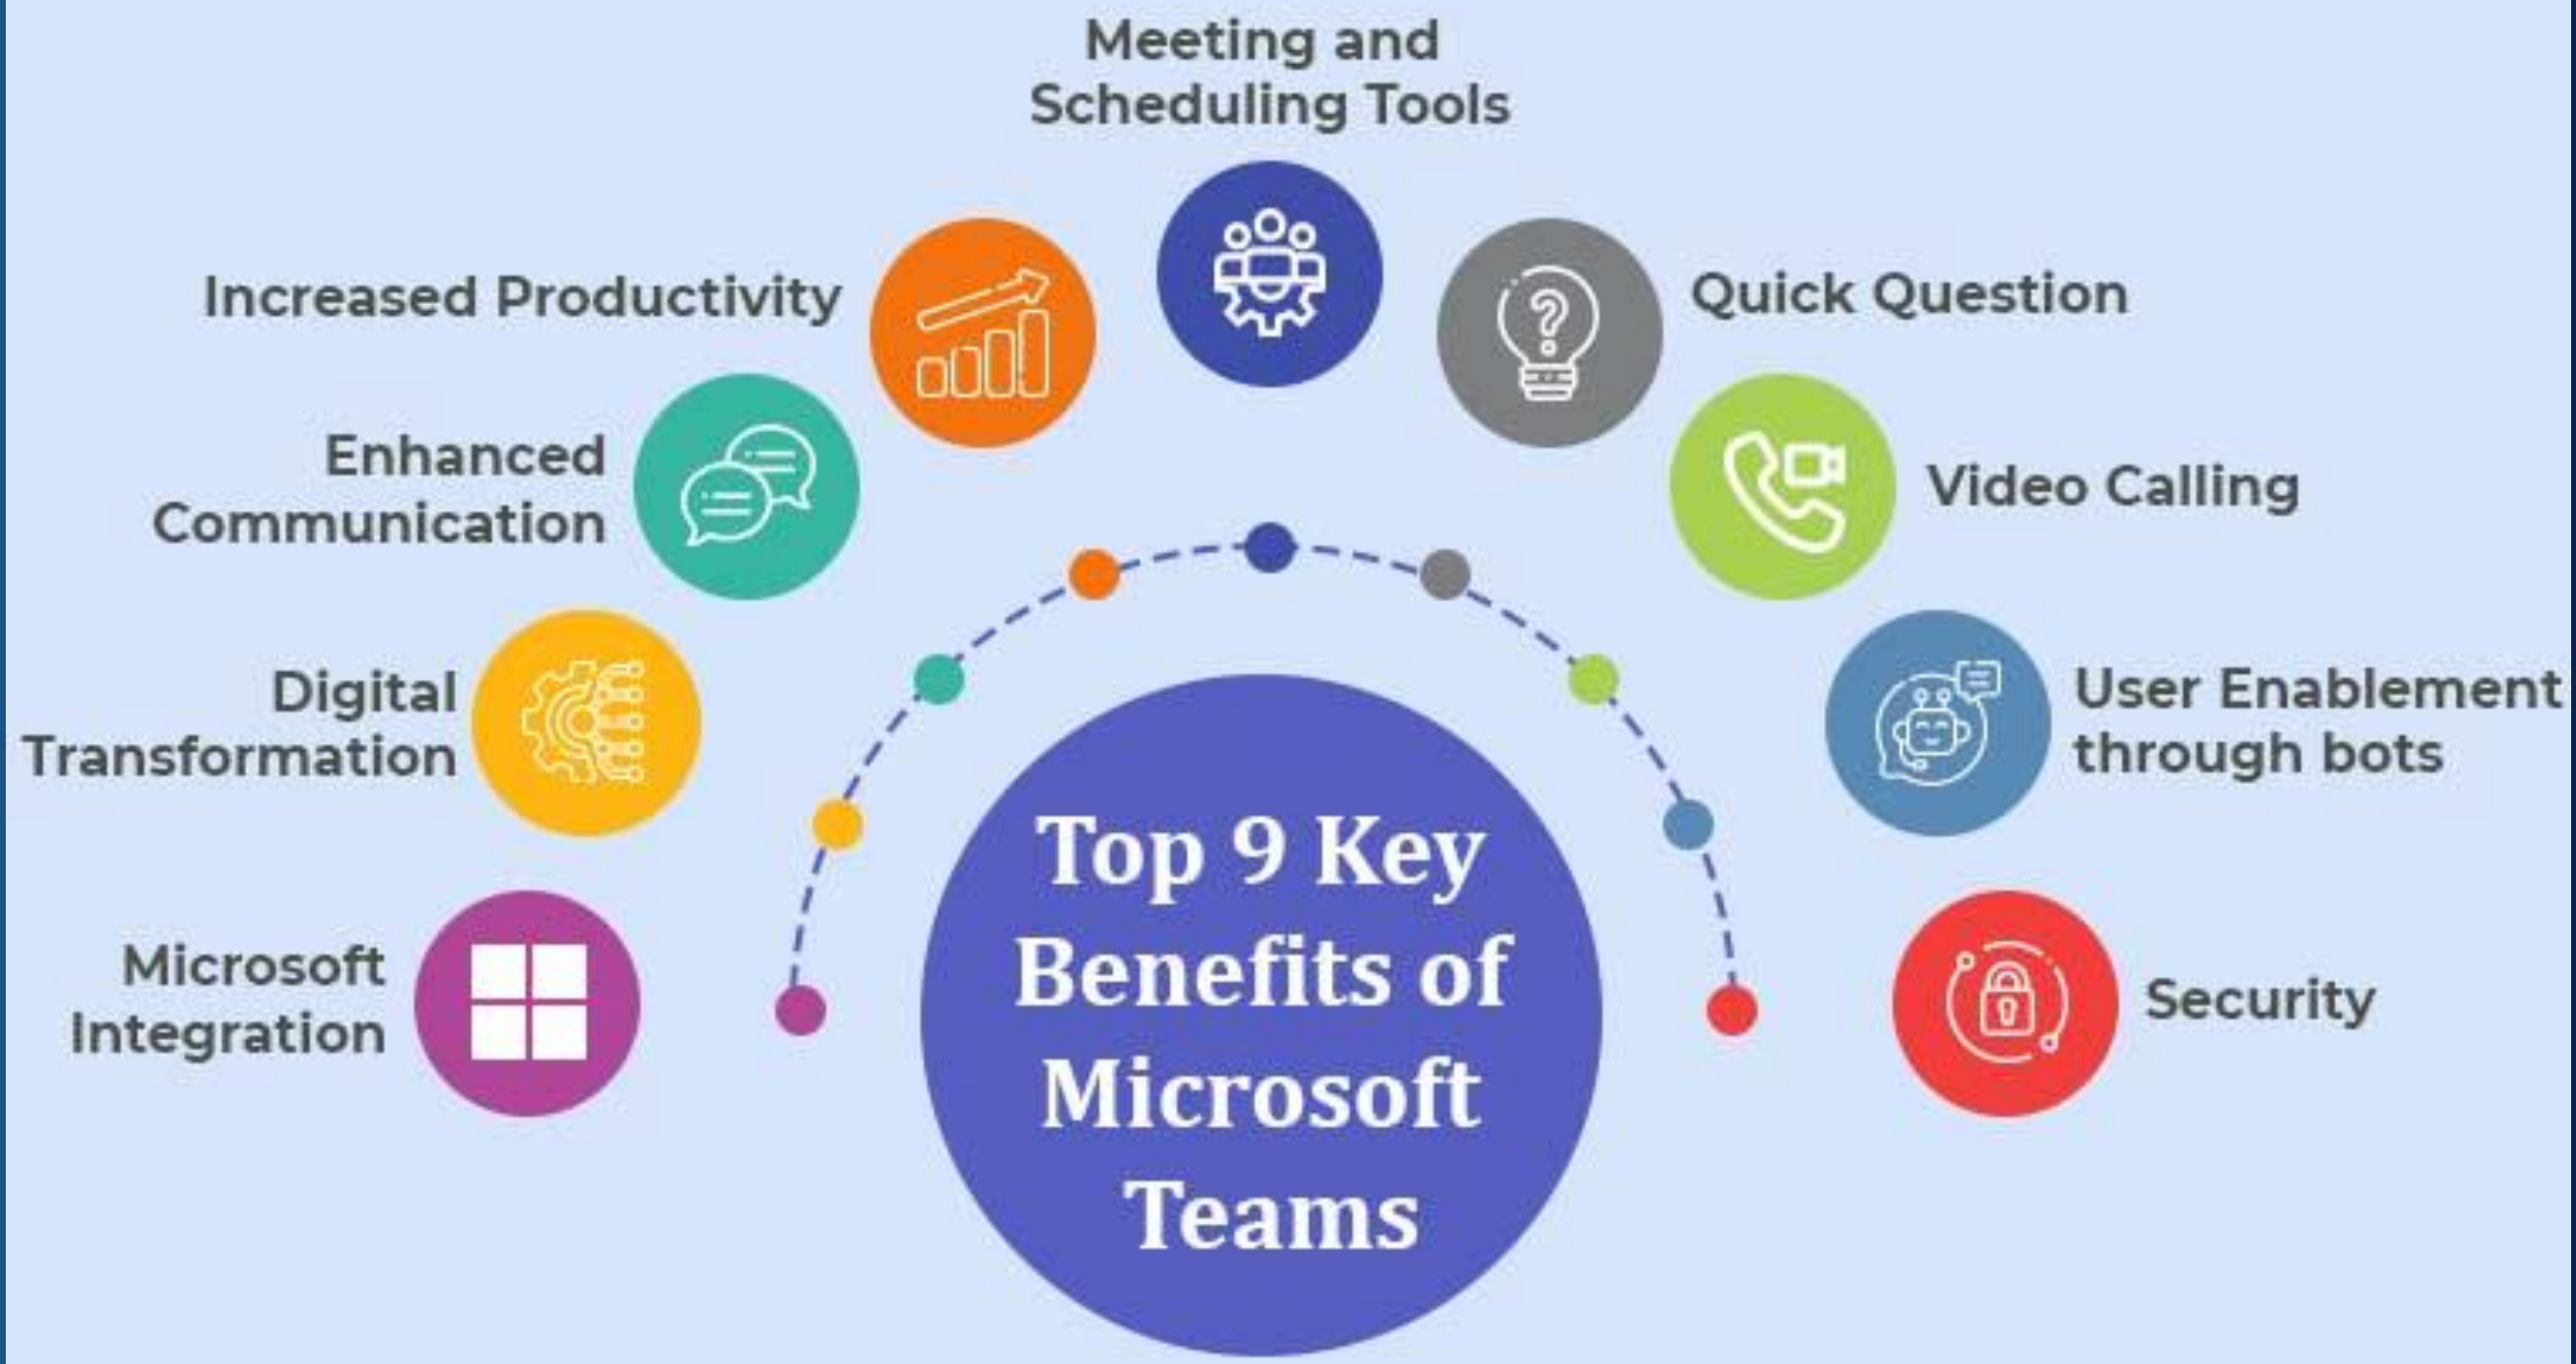 Meeting and
Scheduling Tools
Increased Productivity
Quick Question
Enhanced
Communication
Video Calling
Digital
Transformation
User Enablement
through bots
Microsoft
Integration
Security
Top 9 Key
Benefits of
Microsoft
Teams